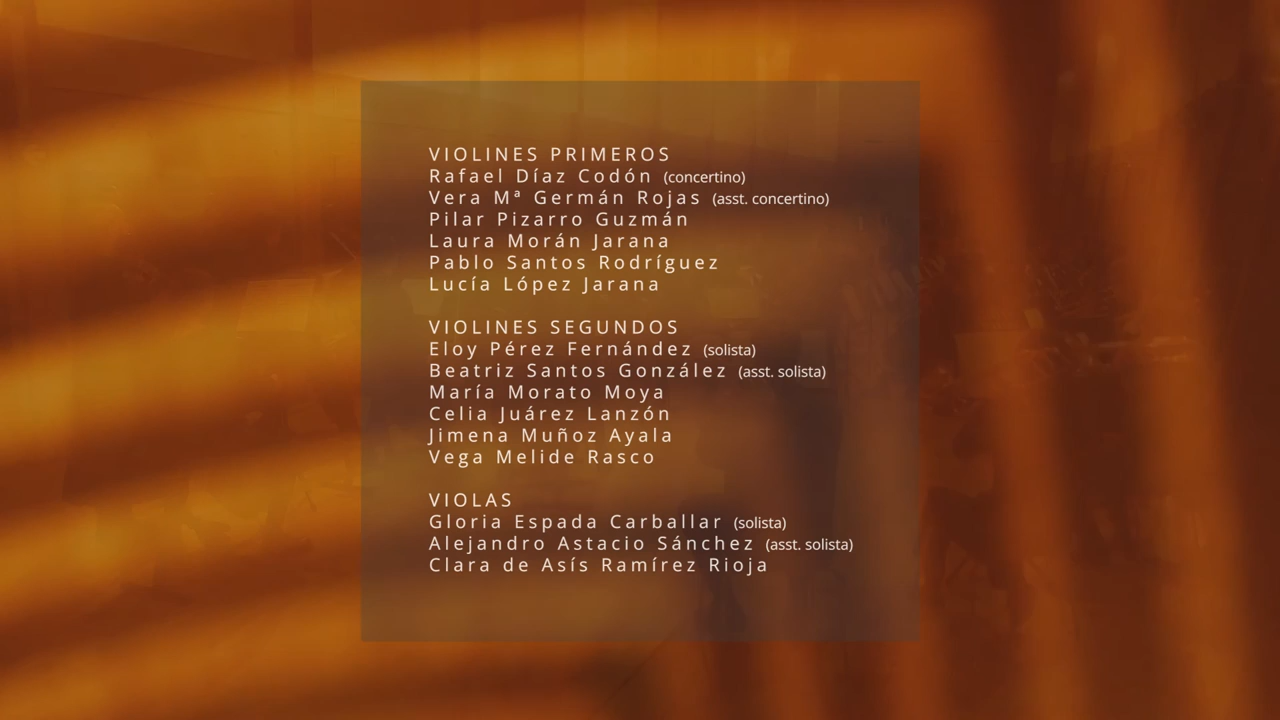 VIOLINES PRIMEROS
Rafael Díaz Codón (concertino)
Vera Mª Germán Rojas (asst. concertino)
Pilar Pizarro Guzmán
Laura Morán Jarana
Pablo Santos Rodríguez
Lucía López Jarana
VIOLINES SEGUNDOS
Eloy Pérez Fernández (solista)
Beatriz Santos González (asst. solista)
María Morato Moya
Celia Juárez Lanzón
Jimena Muñoz Ayala
Vega Melide Rasco
VIOLAS
Gloria Espada Carballar (solista)
Alejandro Astacio Sánchez (asst. solista)
Clara de Asís Ramírez Rioja